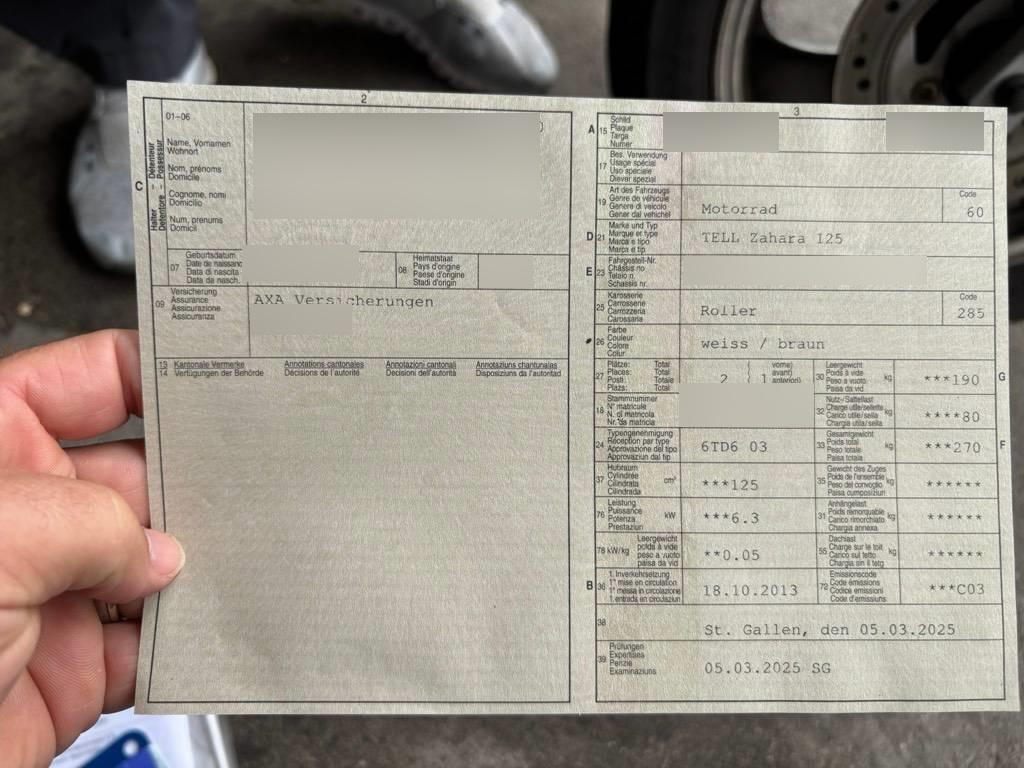 2
01-06
Halter - Détenteur
Detentore Possessur
C
Name, Vornamen
Wohnort
Nom, prénoms
Domicile
Cognome, nomi
Domicilio
Num, prenums
Domicil
07
Geburtsdatum
Date de naissanc
Data di nascita
Data da nasch.
08
Heimatstaat
Pays d'origine
Paese d'origine
Stadi d'origin
09
Versicherung
Assurance
Assicurazione
Assicuranza
AXA Versicherungen
13 Kantonale Vermerke Annotations cantonales Annotazioni cantonali Annotaziuns chantunalas
14 Verfügungen der Behörde Décisions de l'autorité Decisioni dell'autorità Disposiziuns da l'autoritad
3
A 15
Schild
Plaque
Targa
Numer
17
Bes. Verwendung
Usage spécial
Uso speciale
Diever spezial
19
Art des Fahrzeugs
Genre de véhicule
Genere di veicolo
Gener dal vehichel
Motorrad
Code
60
D 21
Marke und Typ
Marque et type
Marca e tipo
Marca e tip
TELL Zahara 125
E 23
Fahrgestell-Nr.
Châssis no
Telaio n.
Schassis nr.
25
Karosserie
Carrosserie
Carrozzeria
Carossaria
Roller
Code
285
26
Farbe
Couleur
Colore
Colur
weiss / braun
27
Plätze: Total
Places: Total
Posti: Totale
Plazs: Total
2 { 1
vorne)
avant)
anteriori)
30
Leergewicht
Poids à vide
Peso a vuoto
Paisa da vid
kg
***190
G
18
Stammnummer
N° matricule
N. di matricola
Nr. da matricla
32
Nutz-/Sattellast
Charge utile/sellette
Carico utile/sella
Chargia utila/sella
kg
****80
24
Typengenehmigung
Réception par type
Approvazione del tipo
Approvaziun dal tip
6TD6 03
33
Gesamtgewicht
Poids total
Peso totale
Paisa totala
kg
***270
F
37
Hubraum
Cylindrée
Cilindrata
Cilindrada
cm³
***125
35
Gewicht des Zuges
Poids de l'ensemble
Peso del convoglio
Paisa cumposiziun
kg
******
76
Leistung
Puissance
Potenza
Prestaziun
kW
***6.3
31
Anhängelast
Poids remorquable
Carico rimorchiato
Chargia annexa
kg
******
78 kW/kg
Leergewicht
poids à vide
peso a vuoto
paisa da vid
**0.05
55
Dachlast
Charge sur le toit
Carico sul tetto
Chargia sin il tetg
kg
******
B 36
1. Inverkehrsetzung
1re mise en circulation
1a messa in circolazione
1. entrada en circulaziun
18.10.2013
72
Emissionscode
Code émissions
Codice emissioni
Code d'emissiuns
***C03
38
St. Gallen, den 05.03.2025
39
Prüfungen
Expertises
Perizie
Examinaziuns
05.03.2025 SG